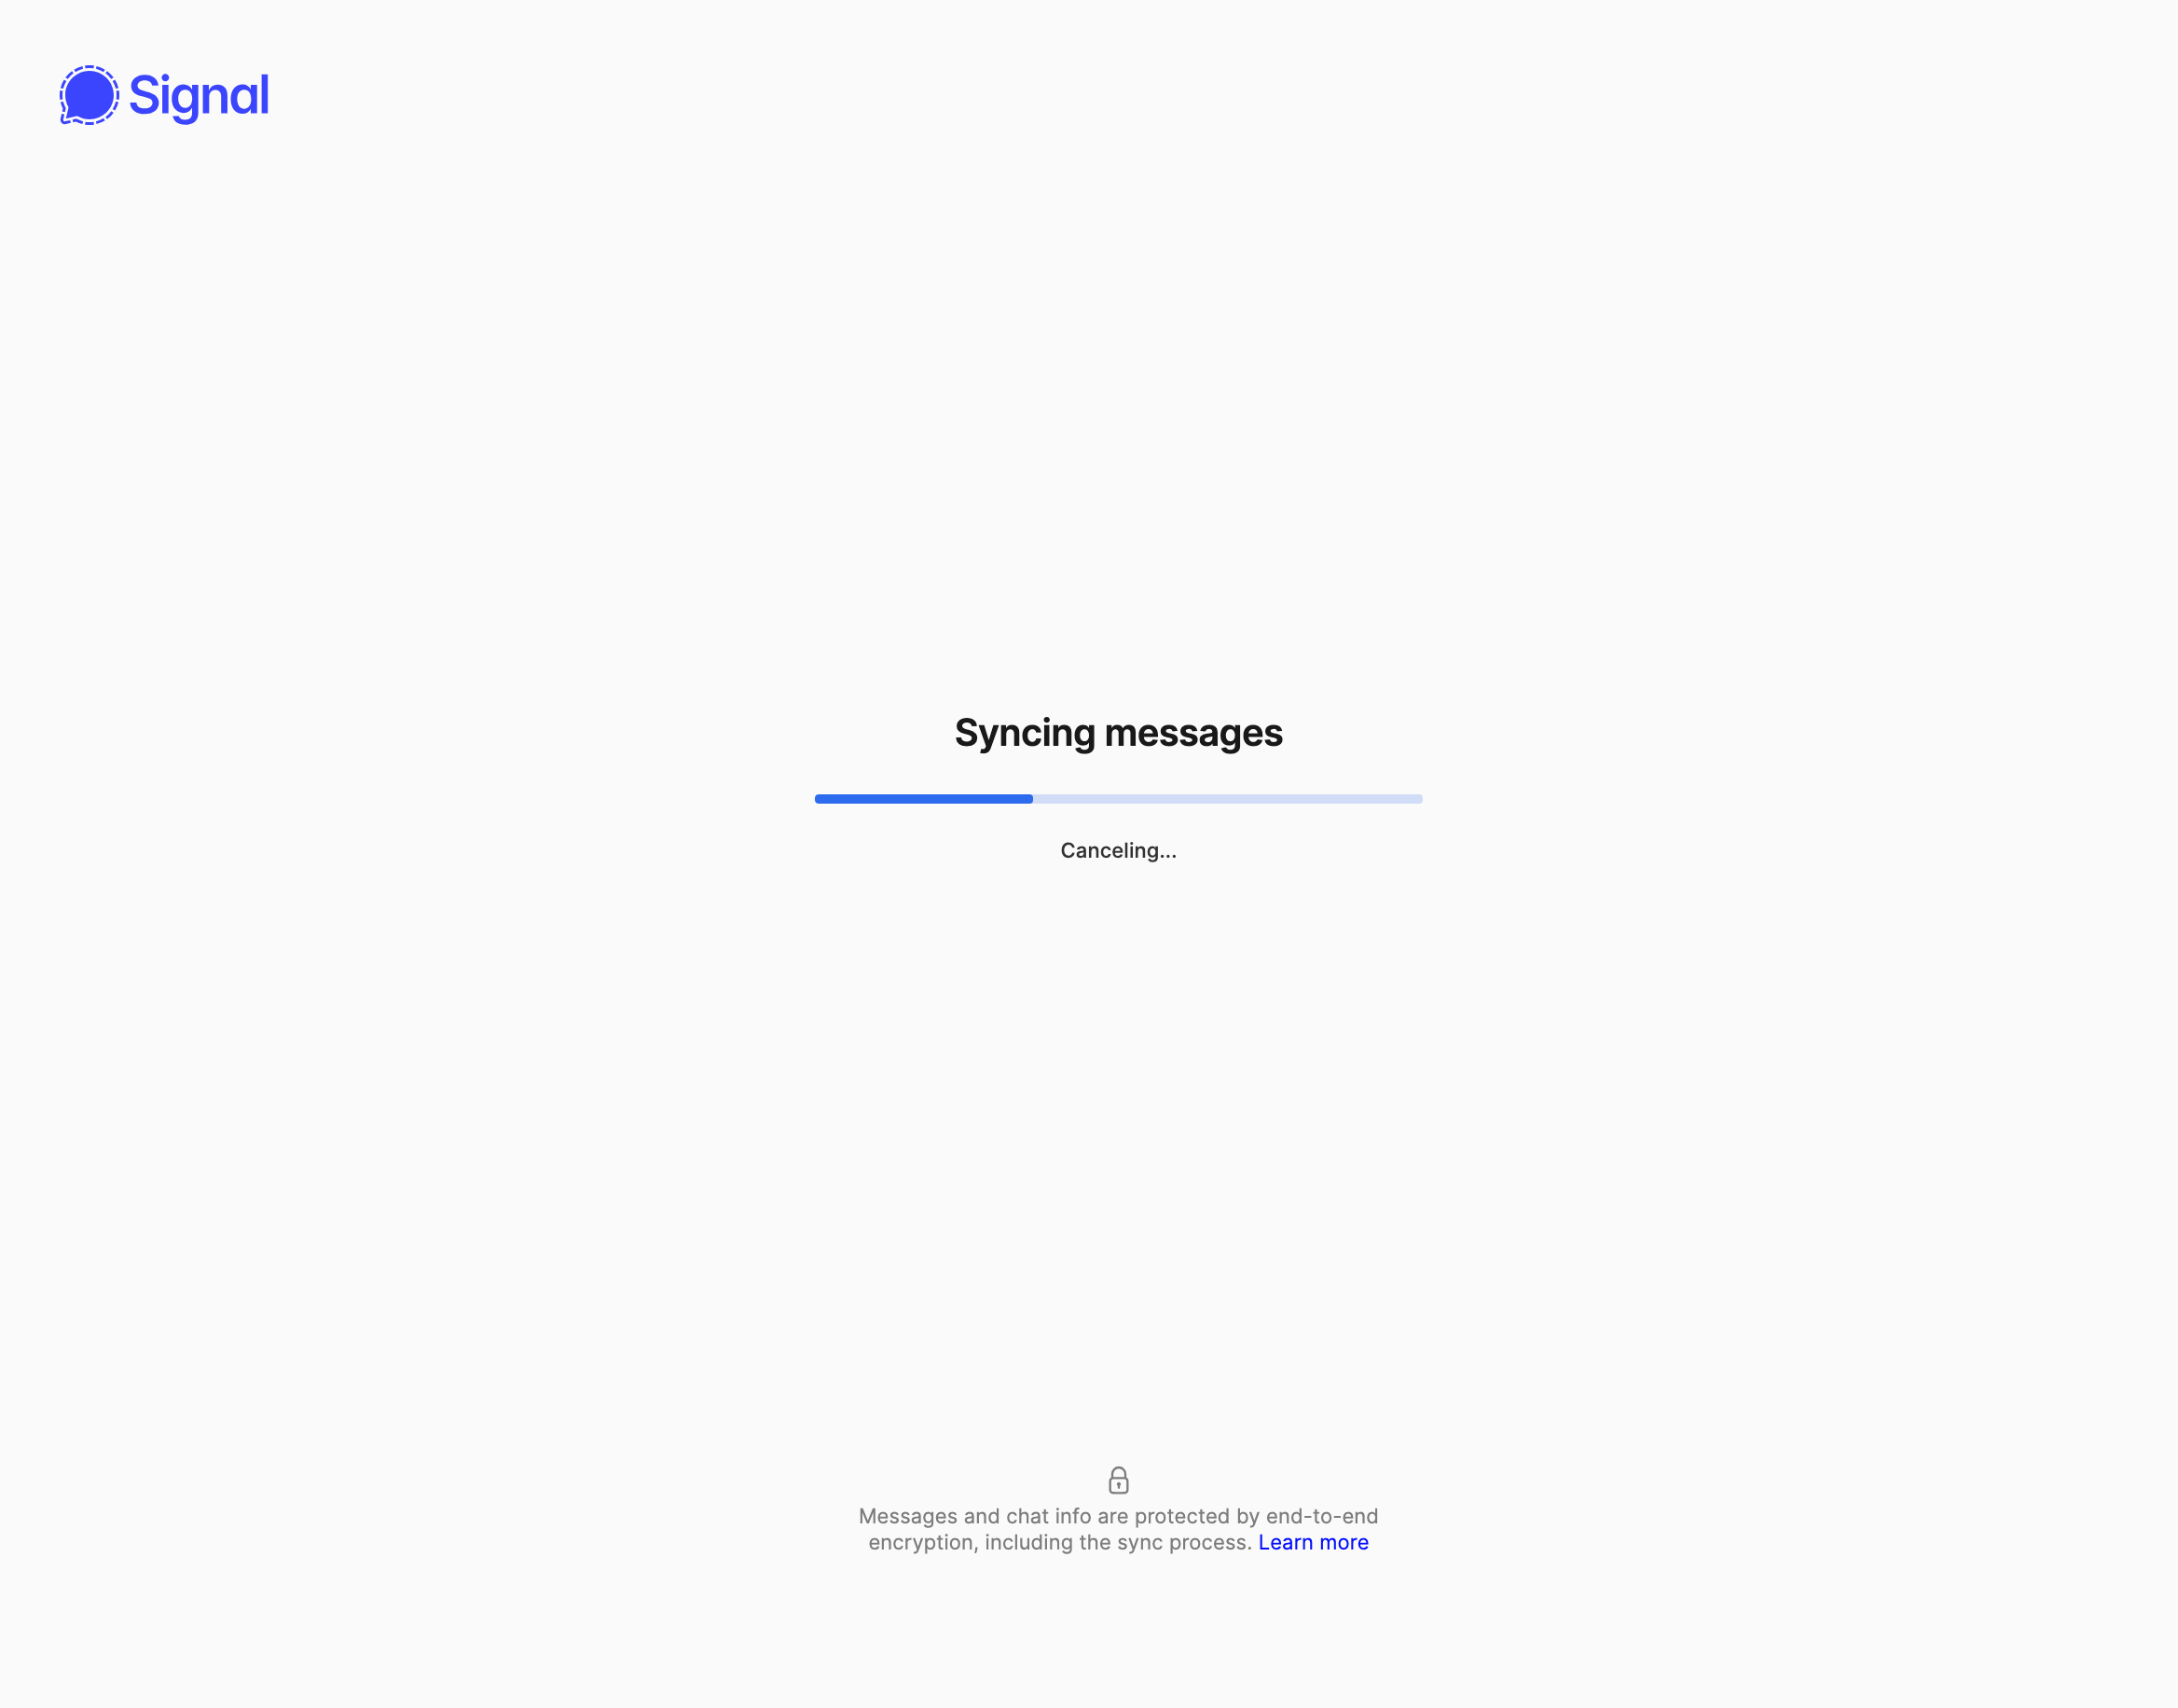 Signal
Syncing messages
Canceling...
Messages and chat info are protected by end-to-end
encryption, including the sync process. Learn more